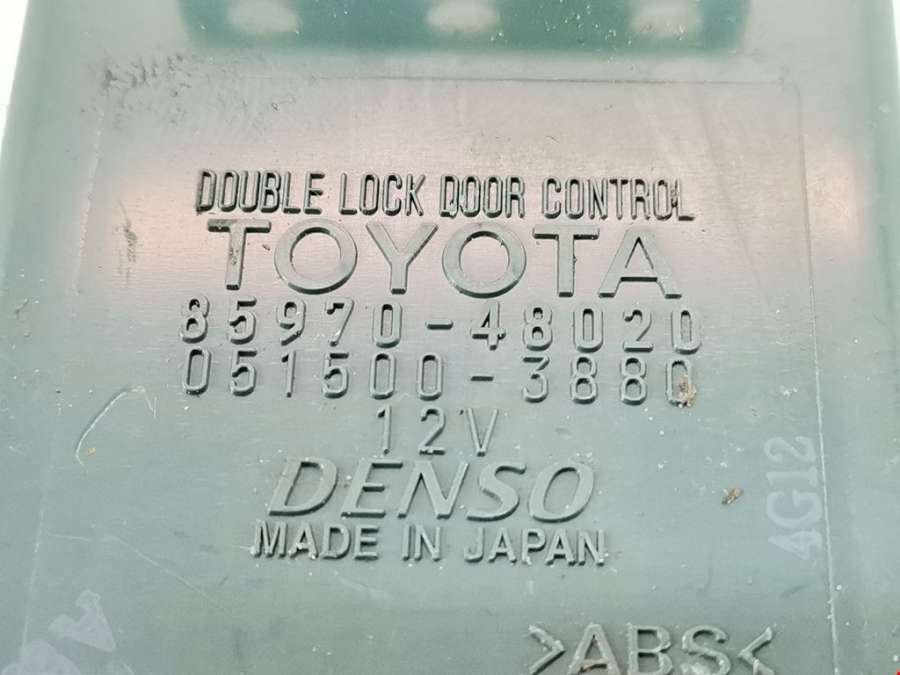 DOUBLE LOCK DOOR CONTROL
TOYOTA
85970-48020
051500-3880
12V
DENSO
MADE IN JAPAN
4G12
>ABS<